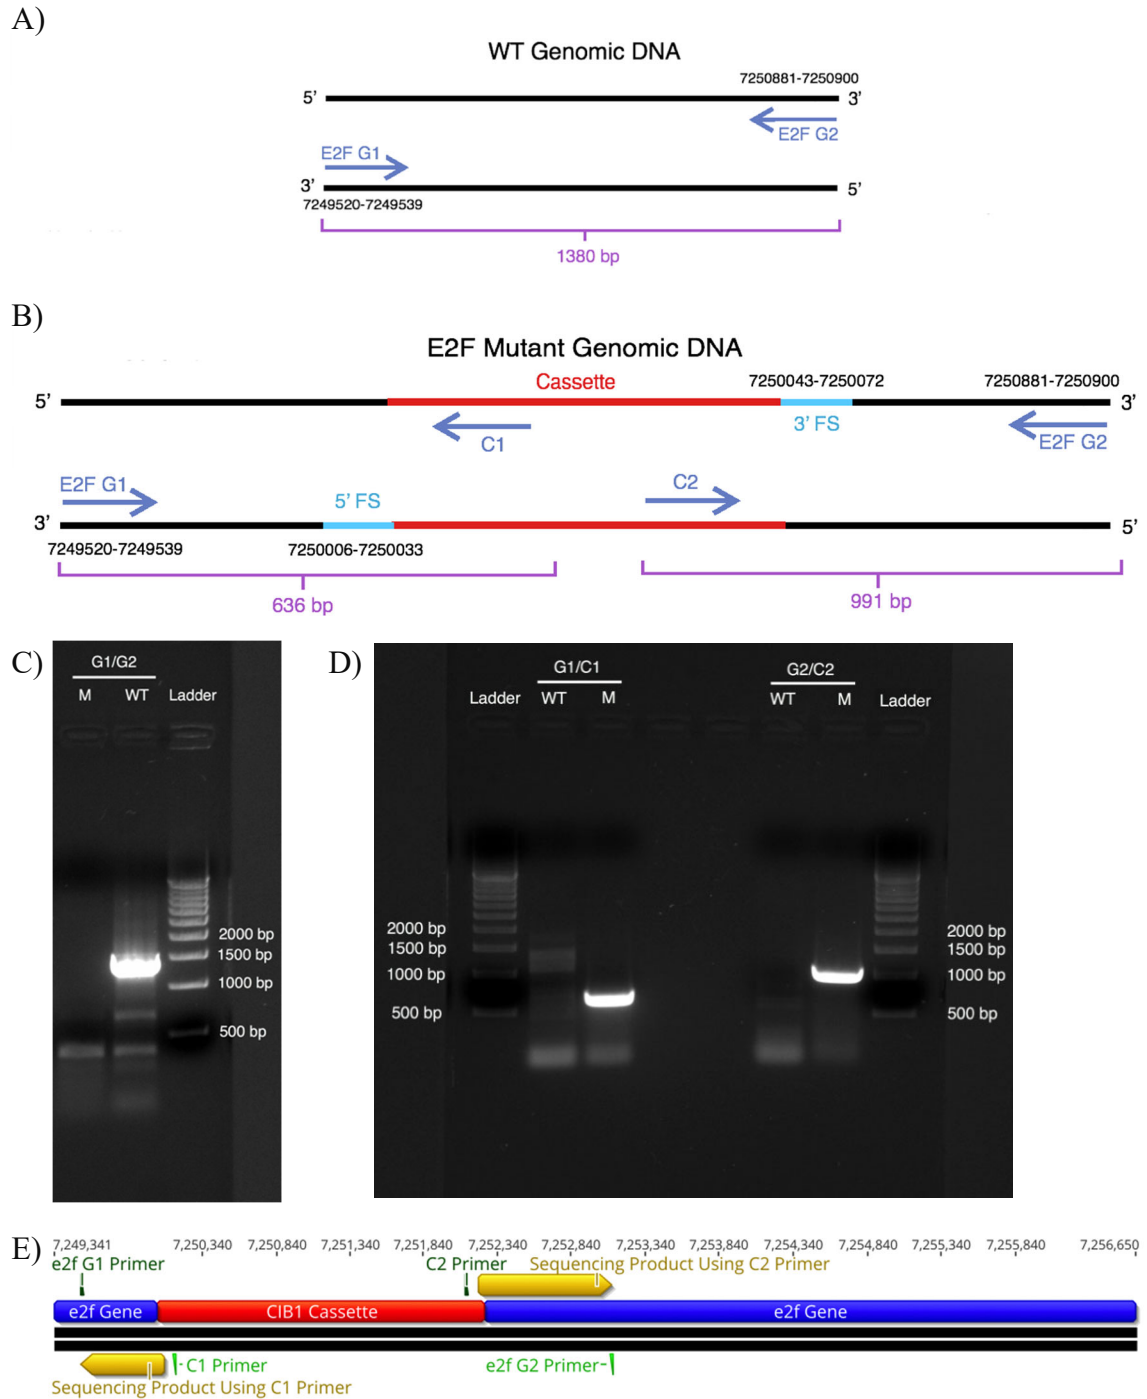 A)
WT Genomic DNA
7250881-7250900
5’ 3’
E2F G2
E2F G1
3’ 5’
7249520-7249539
1380 bp
B)
E2F Mutant Genomic DNA
Cassette 7250043-7250072 7250881-7250900
5’ 3’
3’ FS
C1 E2F G2
E2F G1 5’ FS C2
3’ 5’
7249520-7249539 7250006-7250033
636 bp 991 bp
C)
G1/G2
M WT Ladder
2000 bp
1500 bp
1000 bp
500 bp
D)
G1/C1 G2/C2
Ladder WT M WT M Ladder
2000 bp 2000 bp
1500 bp 1500 bp
1000 bp 1000 bp
500 bp 500 bp
E)
7,249,341 7,250,340 7,250,840 7,251,340 7,251,840 7,252,340 7,252,840 7,253,340 7,253,840 7,254,340 7,254,840 7,255,340 7,255,840 7,256,650
e2f G1 Primer C2 Primer Sequencing Product Using C2 Primer
e2f Gene CIB1 Cassette e2f Gene
C1 Primer e2f G2 Primer
Sequencing Product Using C1 Primer